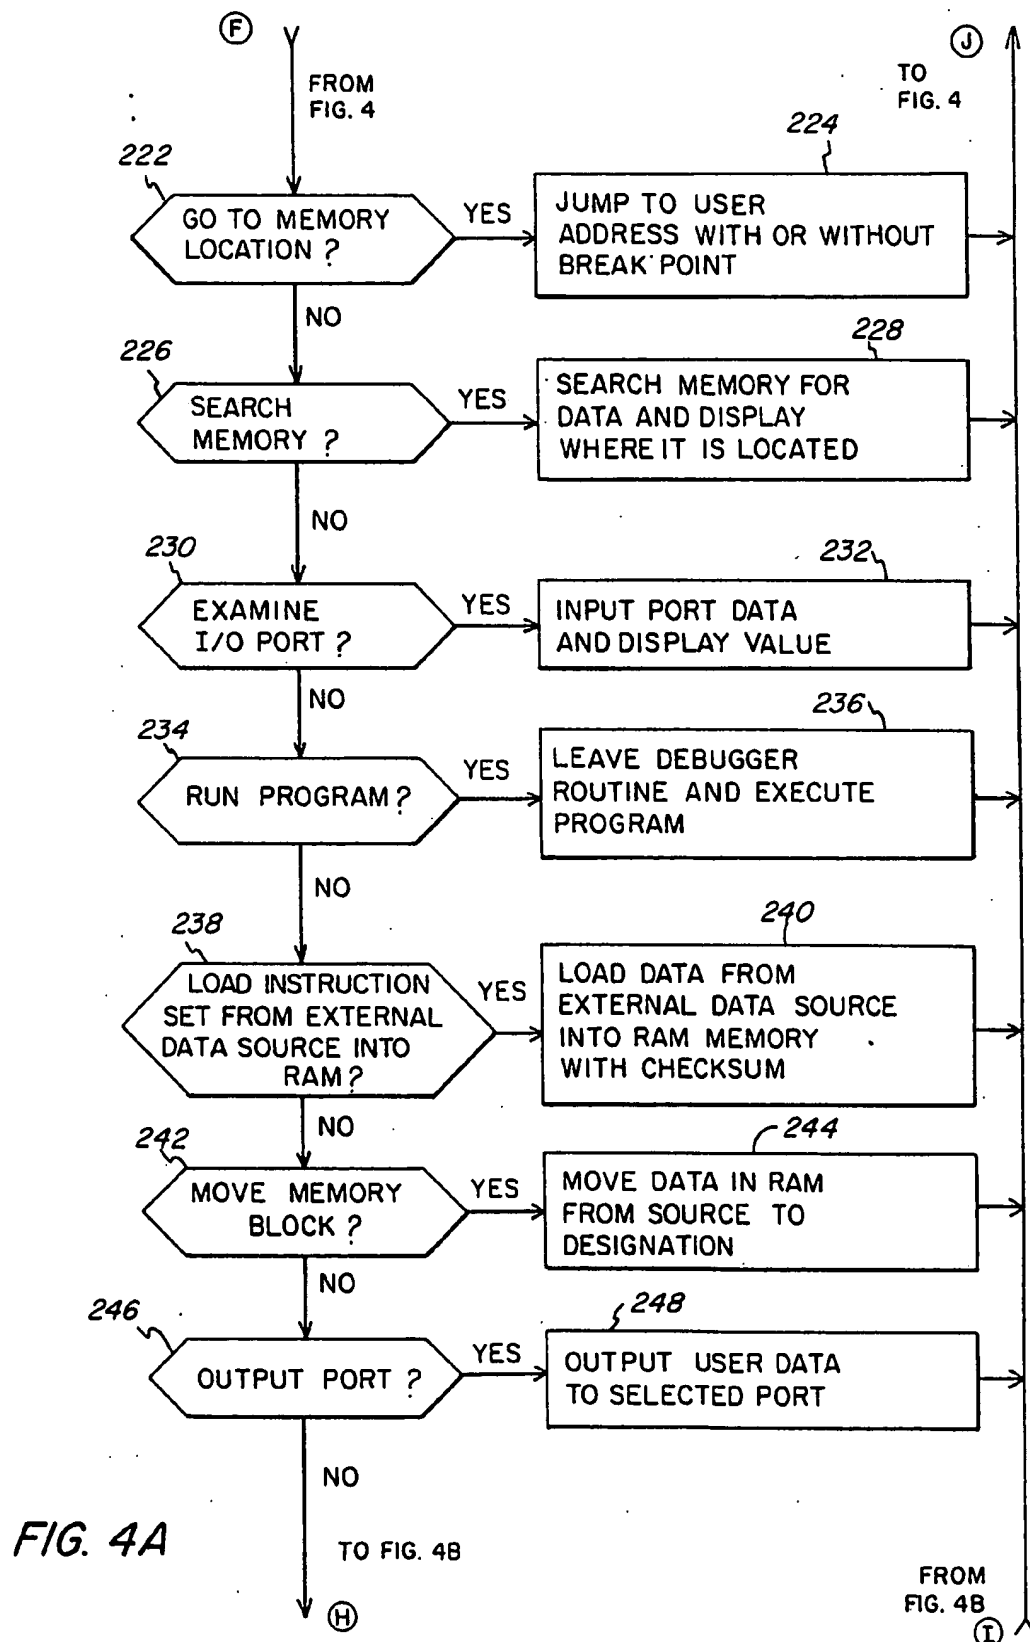 F
FROM
FIG. 4
J
TO
FIG. 4
222
GO TO MEMORY
LOCATION ?
YES
224
JUMP TO USER
ADDRESS WITH OR WITHOUT
BREAK POINT
NO
226
SEARCH
MEMORY ?
YES
228
SEARCH MEMORY FOR
DATA AND DISPLAY
WHERE IT IS LOCATED
NO
230
EXAMINE
I/O PORT ?
YES
232
INPUT PORT DATA
AND DISPLAY VALUE
NO
234
RUN PROGRAM ?
YES
236
LEAVE DEBUGGER
ROUTINE AND EXECUTE
PROGRAM
NO
238
LOAD INSTRUCTION
SET FROM EXTERNAL
DATA SOURCE INTO
RAM ?
YES
240
LOAD DATA FROM
EXTERNAL DATA SOURCE
INTO RAM MEMORY
WITH CHECKSUM
NO
242
MOVE MEMORY
BLOCK ?
YES
244
MOVE DATA IN RAM
FROM SOURCE TO
DESIGNATION
NO
246
OUTPUT PORT ?
YES
248
OUTPUT USER DATA
TO SELECTED PORT
NO
FIG. 4A
TO FIG. 4B
H
FROM
FIG. 4B
I